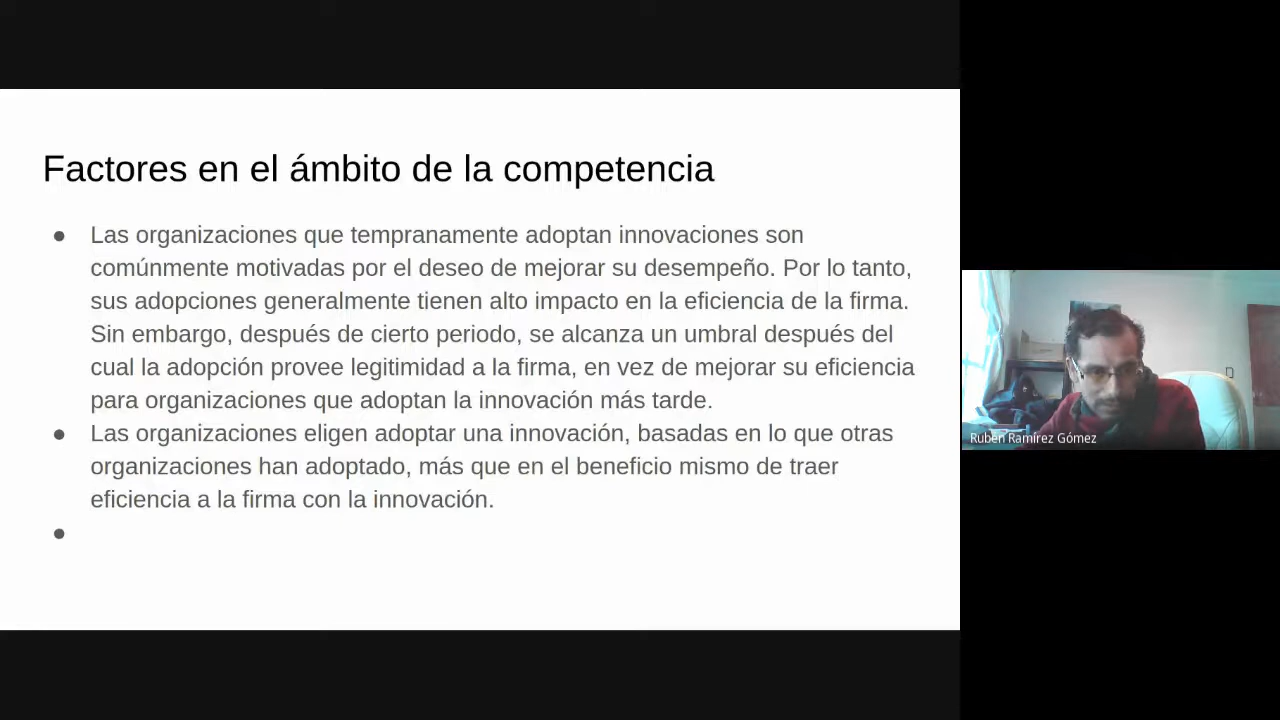 Factores en el ámbito de la competencia
● Las organizaciones que tempranamente adoptan innovaciones son
comúnmente motivadas por el deseo de mejorar su desempeño. Por lo tanto,
sus adopciones generalmente tienen alto impacto en la eficiencia de la firma.
Sin embargo, después de cierto periodo, se alcanza un umbral después del
cual la adopción provee legitimidad a la firma, en vez de mejorar su eficiencia
para organizaciones que adoptan la innovación más tarde.
● Las organizaciones eligen adoptar una innovación, basadas en lo que otras
organizaciones han adoptado, más que en el beneficio mismo de traer
eficiencia a la firma con la innovación.
●
Rubén Ramírez Gómez